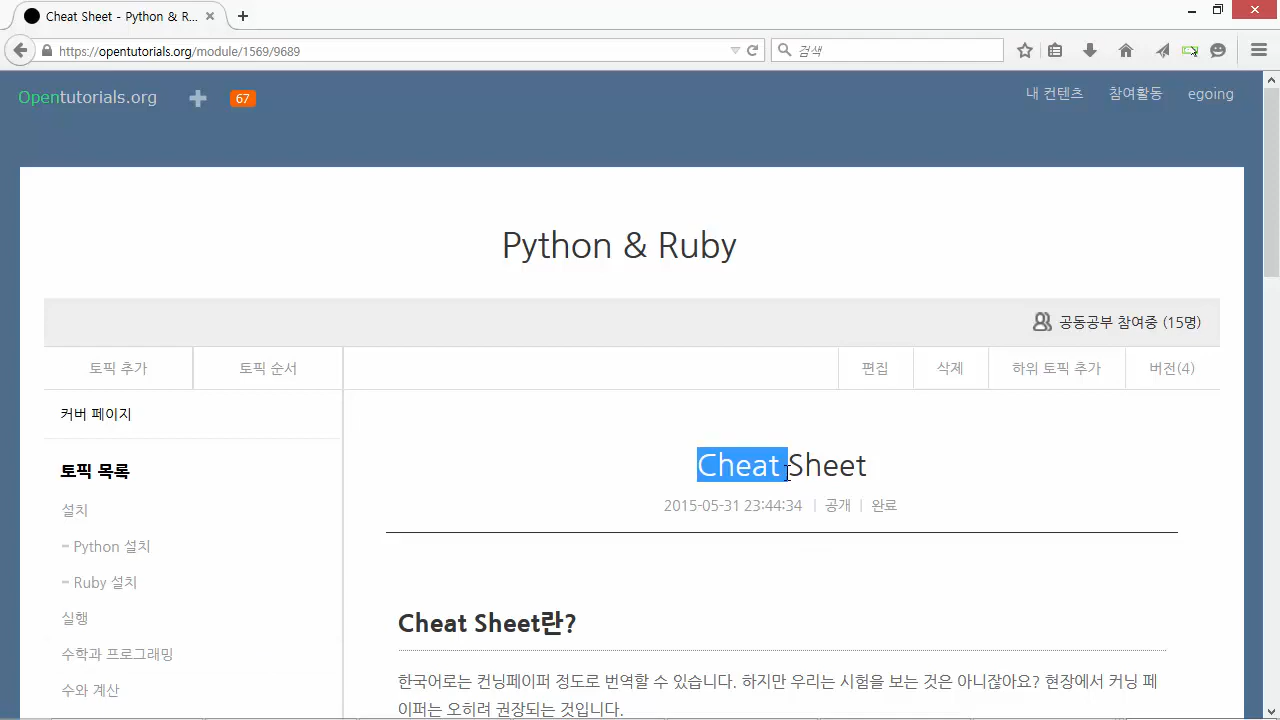 Cheat Sheet - Python & R...
https://opentutorials.org/module/1569/9689
검색
Opentutorials.org
67
내 컨텐츠
참여활동
egoing
Python & Ruby
공동공부 참여중 (15명)
토픽 추가
토픽 순서
편집
삭제
하위 토픽 추가
버전(4)
커버 페이지
토픽 목록
설치
- Python 설치
- Ruby 설치
실행
수학과 프로그래밍
수와 계산
Cheat Sheet
2015-05-31 23:44:34 | 공개 | 완료
Cheat Sheet란?
한국어로는 컨닝페이퍼 정도로 번역할 수 있습니다. 하지만 우리는 시험을 보는 것은 아니잖아요? 현장에서 커닝 페
이퍼는 오히려 권장되는 것입니다.